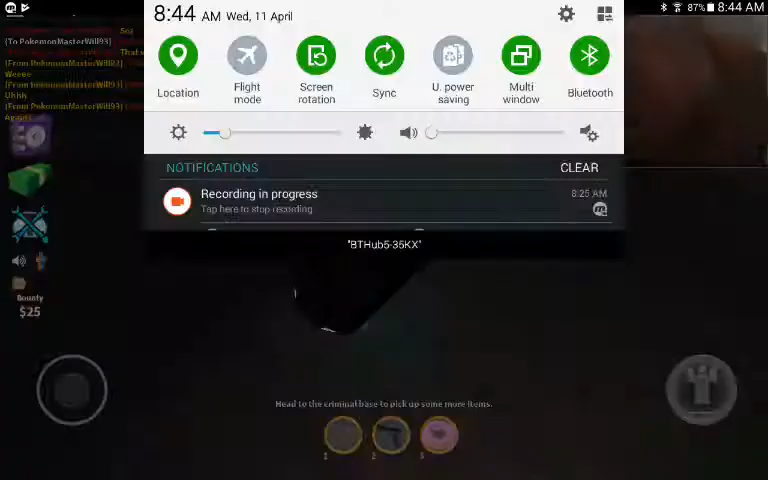 8:44 AM Wed, 11 April
87% 8:44 AM
[To PokemonMasterWill93]
[From PokemonMasterWill93]
Weeee
[From PokemonMasterWill93]
Uhhh
[From PokemonMasterWill93]
Again
Location
Flight mode
Screen rotation
Sync
U. power saving
Multi window
Bluetooth
NOTIFICATIONS CLEAR
Recording in progress 8:25 AM
Tap here to stop recording
"BTHub5-35KX"
Bounty
$25
Head to the criminal base to pick up some more items.
1 2 3